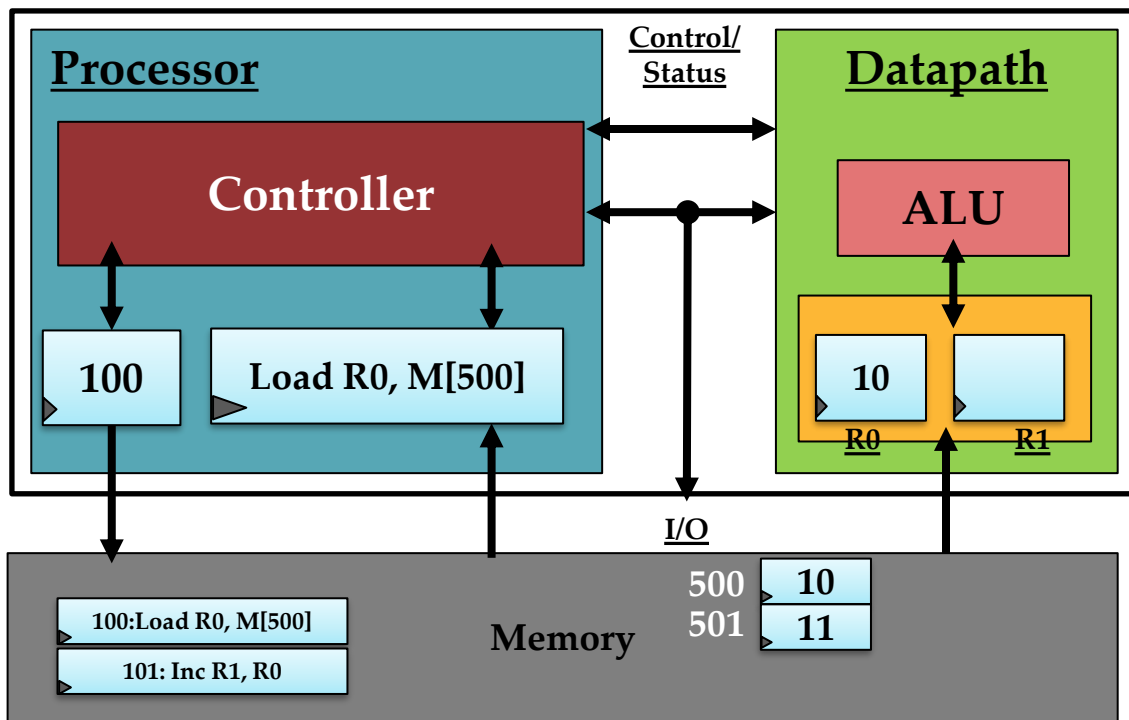 Processor
Control/
Status
Datapath
Controller
ALU
100
Load R0, M[500]
10
R0
R1
I/O
500
10
501
11
100:Load R0, M[500]
Memory
101: Inc R1, R0